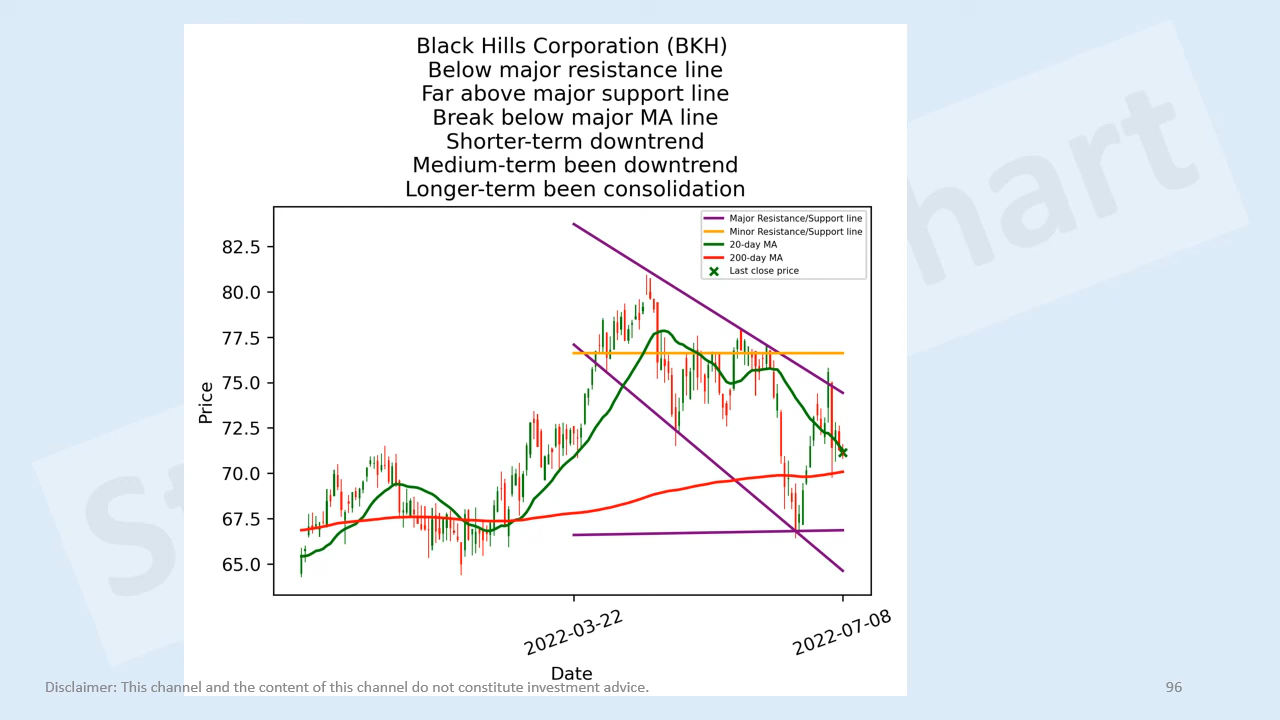 Black Hills Corporation (BKH)
Below major resistance line
Far above major support line
Break below major MA line
Shorter-term downtrend
Medium-term been downtrend
Longer-term been consolidation
Major Resistance/Support line
Minor Resistance/Support line
20-day MA
200-day MA
Last close price
82.5
80.0
77.5
75.0
72.5
70.0
67.5
65.0
Price
2022-03-22
2022-07-08
Date
Disclaimer: This channel and the content of this channel do not constitute investment advice.
96